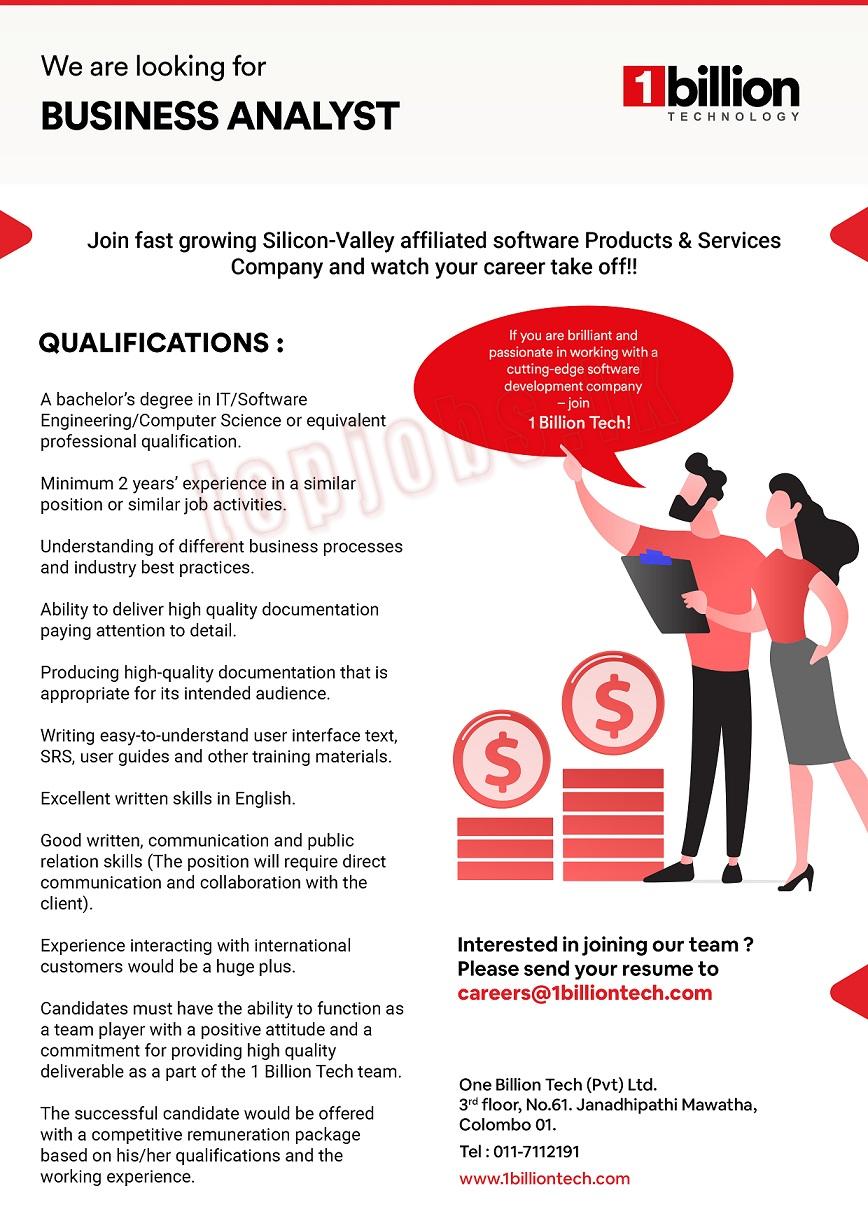 We are looking for
BUSINESS ANALYST
1billion
TECHNOLOGY
Join fast growing Silicon-Valley affiliated software Products & Services
Company and watch your career take off!!
QUALIFICATIONS :
A bachelor's degree in IT/Software
Engineering/Computer Science or equivalent
professional qualification.
Minimum 2 years' experience in a similar
position or similar job activities.
Understanding of different business processes
and industry best practices.
Ability to deliver high quality documentation
paying attention to detail.
Producing high-quality documentation that is
appropriate for its intended audience.
Writing easy-to-understand user interface text,
SRS, user guides and other training materials.
Excellent written skills in English.
Good written, communication and public
relation skills (The position will require direct
communication and collaboration with the
client).
Experience interacting with international
customers would be a huge plus.
Candidates must have the ability to function as
a team player with a positive attitude and a
commitment for providing high quality
deliverable as a part of the 1 Billion Tech team.
The successful candidate would be offered
with a competitive remuneration package
based on his/her qualifications and the
working experience.
If you are brilliant and
passionate in working with a
cutting-edge software
development company
– join
1 Billion Tech!
topjobs.lk
$
$
Interested in joining our team ?
Please send your resume to
careers@1billiontech.com
One Billion Tech (Pvt) Ltd.
3rd floor, No.61. Janadhipathi Mawatha,
Colombo 01.
Tel : 011-7112191
www.1billiontech.com